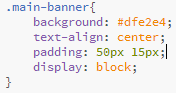 .main-banner{
background: #dfe2e4;
text-align: center;
padding: 50px 15px;
display: block;
}